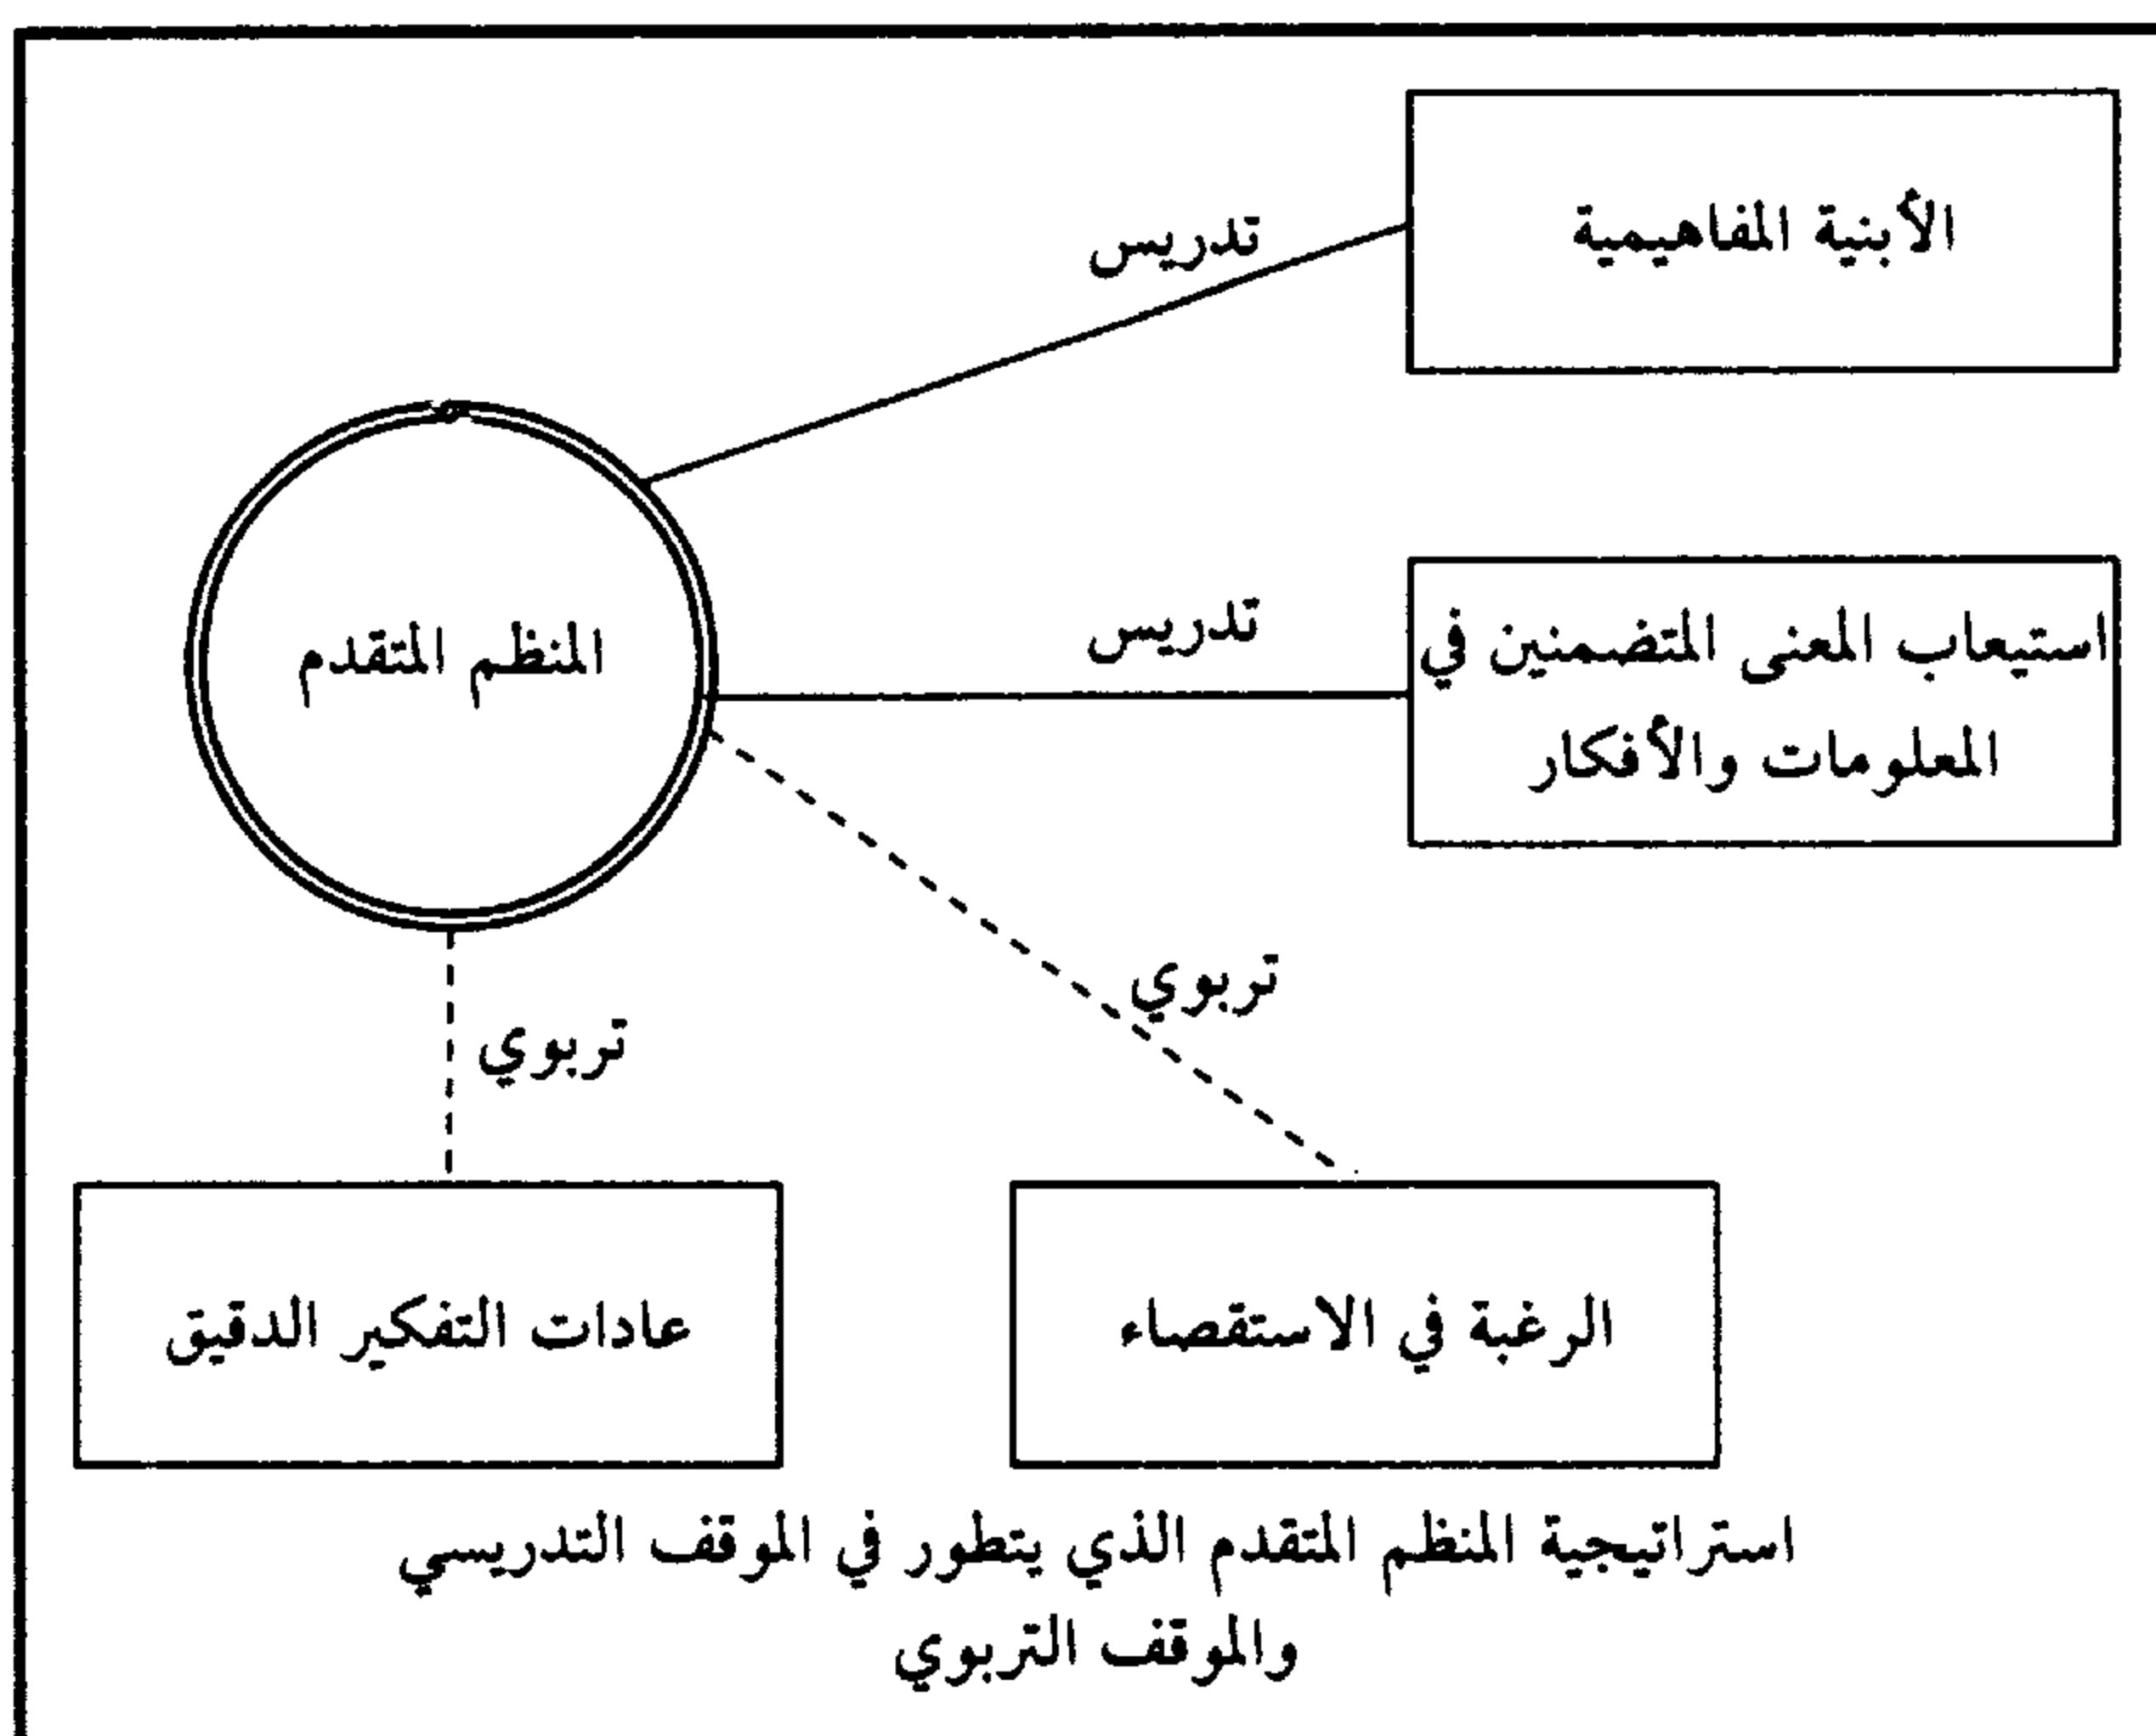 الأبنية المفاهيمية
تدريس
استيعاب المعنى المتضمنين في
المعلومات والأفكار
تدريس
المنظم المتقدم
تربوي
تربوي
الرغبة في الاستقصاء
عادات التفكير الدقيق
استراتيجية المنظم المتقدم الذي يتطور في الموقف التدريسي
والموقف التربوي